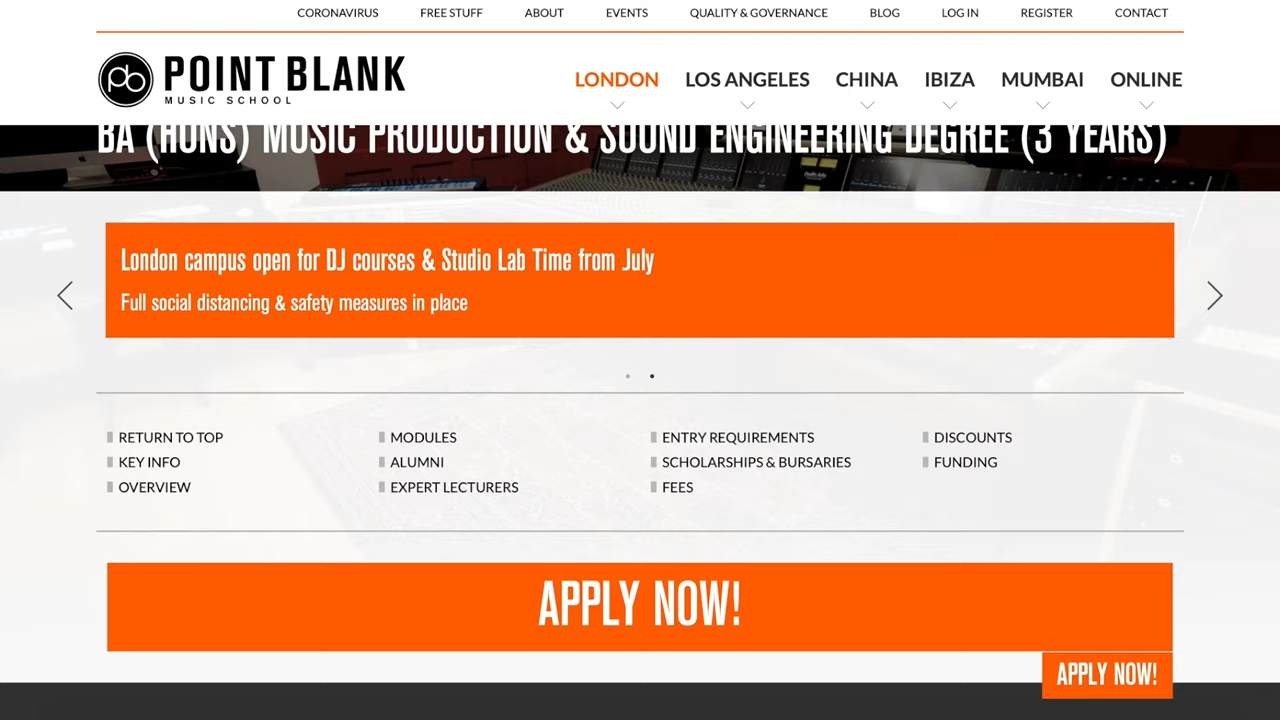 CORONAVIRUS FREE STUFF ABOUT EVENTS QUALITY & GOVERNANCE BLOG LOG IN REGISTER CONTACT
pb POINT BLANK
MUSIC SCHOOL
LONDON LOS ANGELES CHINA IBIZA MUMBAI ONLINE
BA (HONS) MUSIC PRODUCTION & SOUND ENGINEERING DEGREE (3 YEARS)
London campus open for DJ courses & Studio Lab Time from July
Full social distancing & safety measures in place
RETURN TO TOP MODULES ENTRY REQUIREMENTS DISCOUNTS
KEY INFO ALUMNI SCHOLARSHIPS & BURSARIES FUNDING
OVERVIEW EXPERT LECTURERS FEES
APPLY NOW!
APPLY NOW!